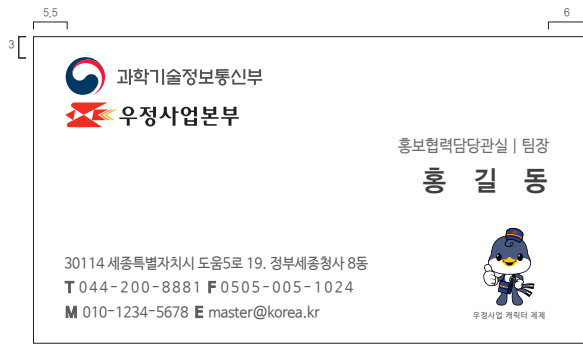 5,5
6
3
과학기술정보통신부
우정사업본부
홍보협력담당관실 | 팀장
홍 길 동
30114 세종특별자치시 도움5로 19. 정부세종청사 8동
T 044-200-8881 F 0505-005-1024
M 010-1234-5678 E master@korea.kr
우정사업 캐릭터 제제